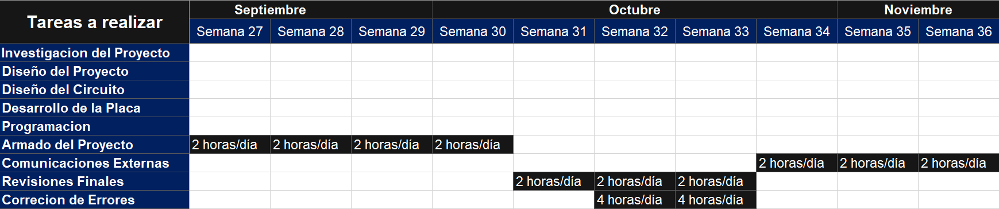 Tareas a realizar
Septiembre Octubre Noviembre
Semana 27 Semana 28 Semana 29 Semana 30 Semana 31 Semana 32 Semana 33 Semana 34 Semana 35 Semana 36
Investigacion del Proyecto
Diseño del Proyecto
Diseño del Circuito
Desarrollo de la Placa
Programacion
Armado del Proyecto 2 horas/día 2 horas/día 2 horas/día 2 horas/día
Comunicaciones Externas 2 horas/día 2 horas/día 2 horas/día
Revisiones Finales 2 horas/día 2 horas/día 2 horas/día
Correcion de Errores 4 horas/día 4 horas/día